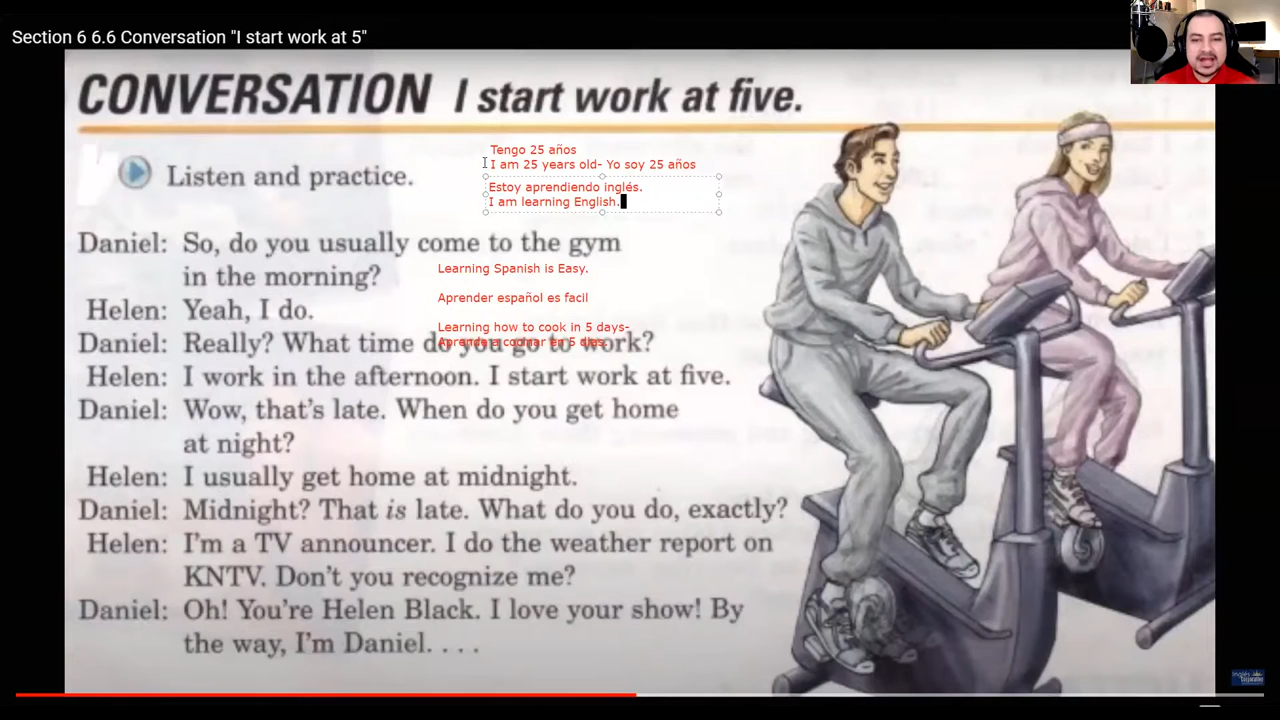 Section 6 6.6 Conversation "I start work at 5"
CONVERSATION I start work at five.
Tengo 25 años
I am 25 years old- Yo soy 25 años
Listen and practice.
Estoy aprendiendo inglés.
I am learning English.
Daniel: So, do you usually come to the gym
in the morning?
Learning Spanish is Easy.
Aprender español es facil
Helen: Yeah, I do.
Learning how to cook in 5 days-
Aprende a cocinar en 5 dias.
Daniel: Really? What time do you go to work?
Helen: I work in the afternoon. I start work at five.
Daniel: Wow, that's late. When do you get home
at night?
Helen: I usually get home at midnight.
Daniel: Midnight? That is late. What do you do, exactly?
Helen: I'm a TV announcer. I do the weather report on
KNTV. Don't you recognize me?
Daniel: Oh! You're Helen Black. I love your show! By
the way, I'm Daniel. . . .